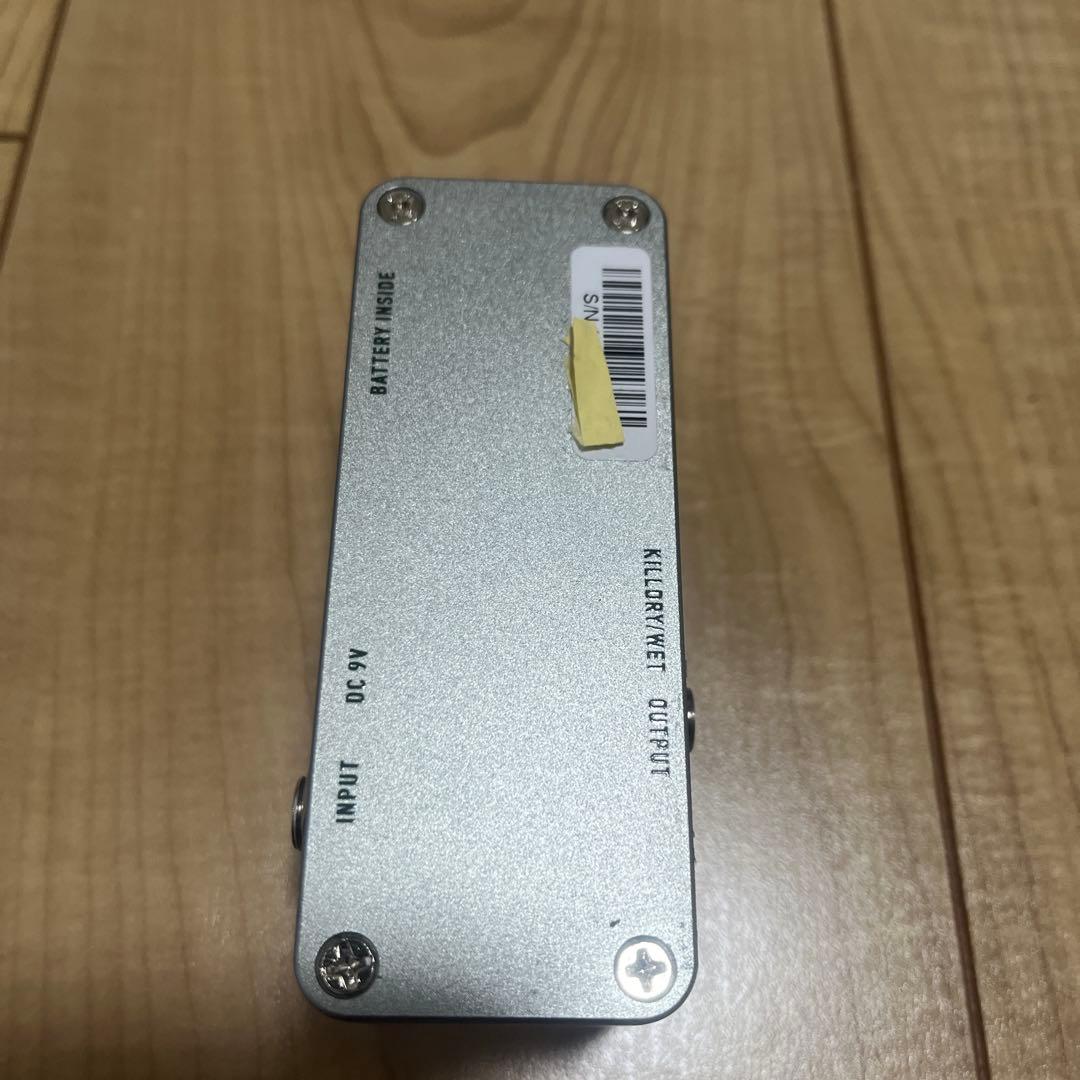 BATTERY INSIDE
S/N
KILLDRY/WET
OUTPUT
DC 9V
INPUT